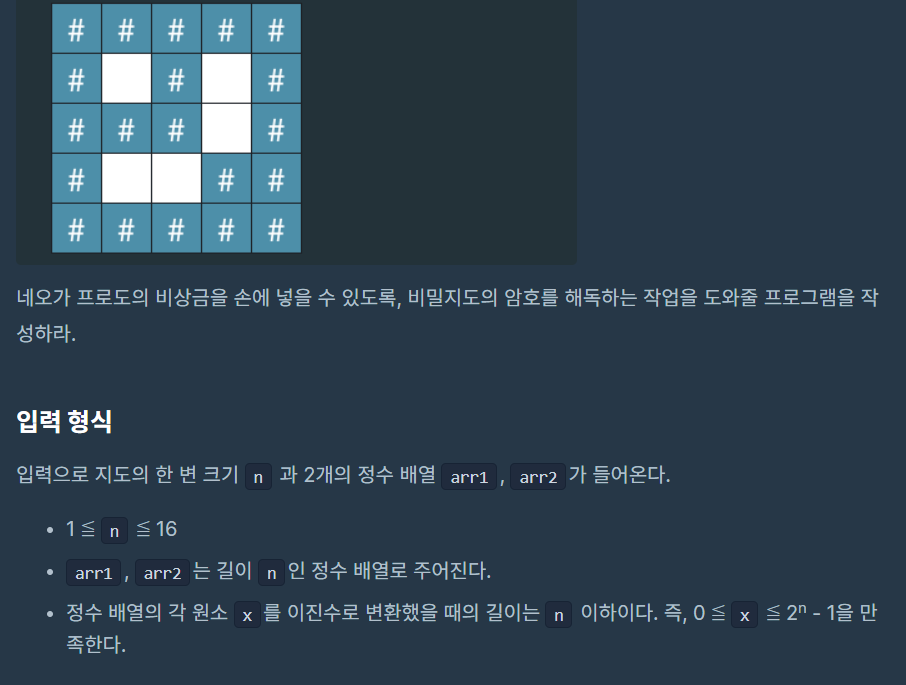 # # # # #
# # #
# # # #
# # #
# # # # #
네오가 프로도의 비상금을 손에 넣을 수 있도록, 비밀지도의 암호를 해독하는 작업을 도와줄 프로그램을 작
성하라.
입력 형식
입력으로 지도의 한 변 크기 n 과 2개의 정수 배열 arr1 , arr2 가 들어온다.
• 1 ≦ n ≦ 16
• arr1 , arr2 는 길이 n 인 정수 배열로 주어진다.
• 정수 배열의 각 원소 x 를 이진수로 변환했을 때의 길이는 n 이하이다. 즉, 0 ≦ x ≦ 2ⁿ - 1을 만
족한다.